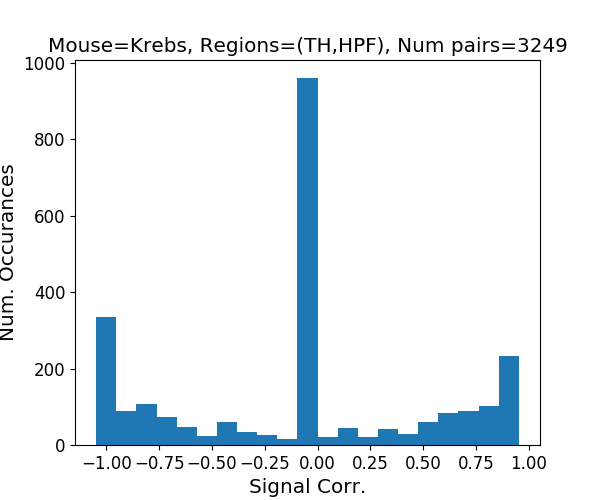 Mouse=Krebs, Regions=(TH,HPF), Num pairs=3249
1000
800
600
400
200
0
Num. Occurances
−1.00 −0.75 −0.50 −0.25 0.00 0.25 0.50 0.75 1.00
Signal Corr.